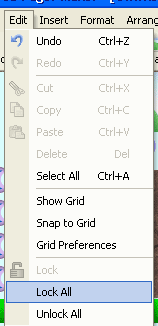 Edit Insert Format Arrang
Undo Ctrl+Z
Redo Ctrl+Y
Cut Ctrl+X
Copy Ctrl+C
Paste Ctrl+V
Delete Del
Select All Ctrl+A
Show Grid
Snap to Grid
Grid Preferences
Lock
Lock All
Unlock All